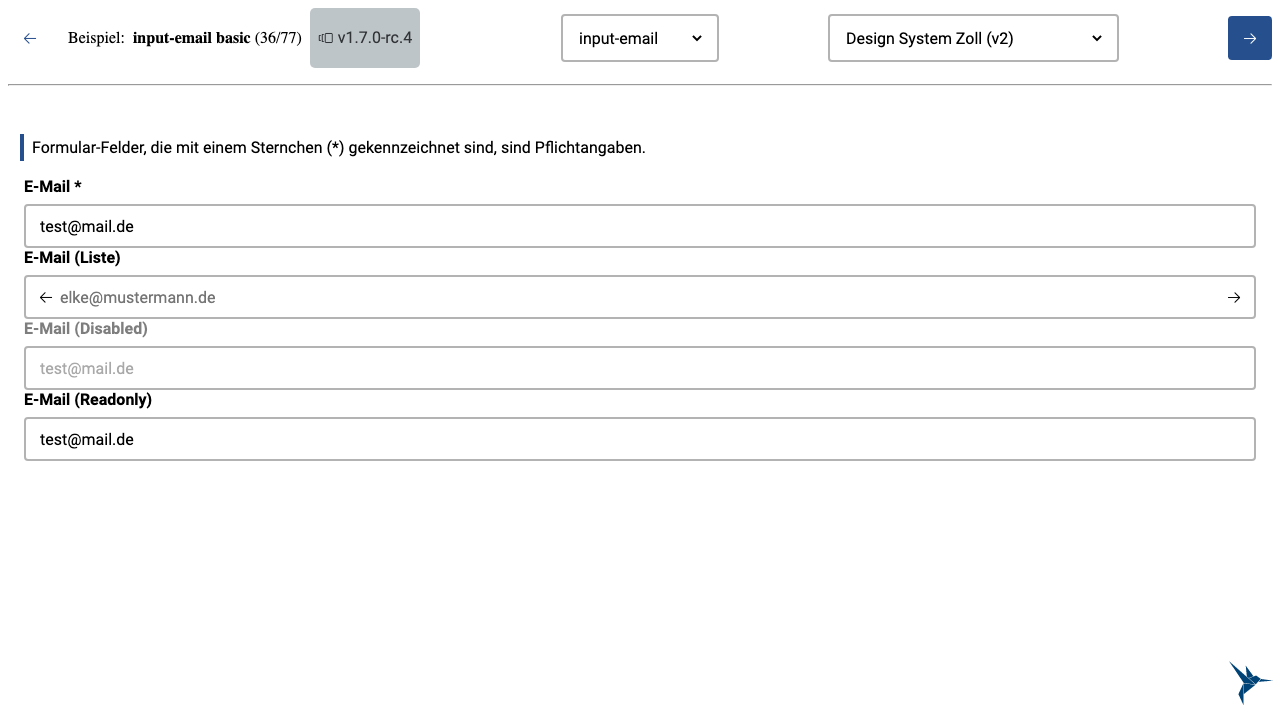 Beispiel: input-email basic (36/77) v1.7.0-rc.4 input-email Design System Zoll (v2)
Formular-Felder, die mit einem Sternchen (*) gekennzeichnet sind, sind Pflichtangaben.
E-Mail *
test@mail.de
E-Mail (Liste)
elke@mustermann.de
E-Mail (Disabled)
test@mail.de
E-Mail (Readonly)
test@mail.de